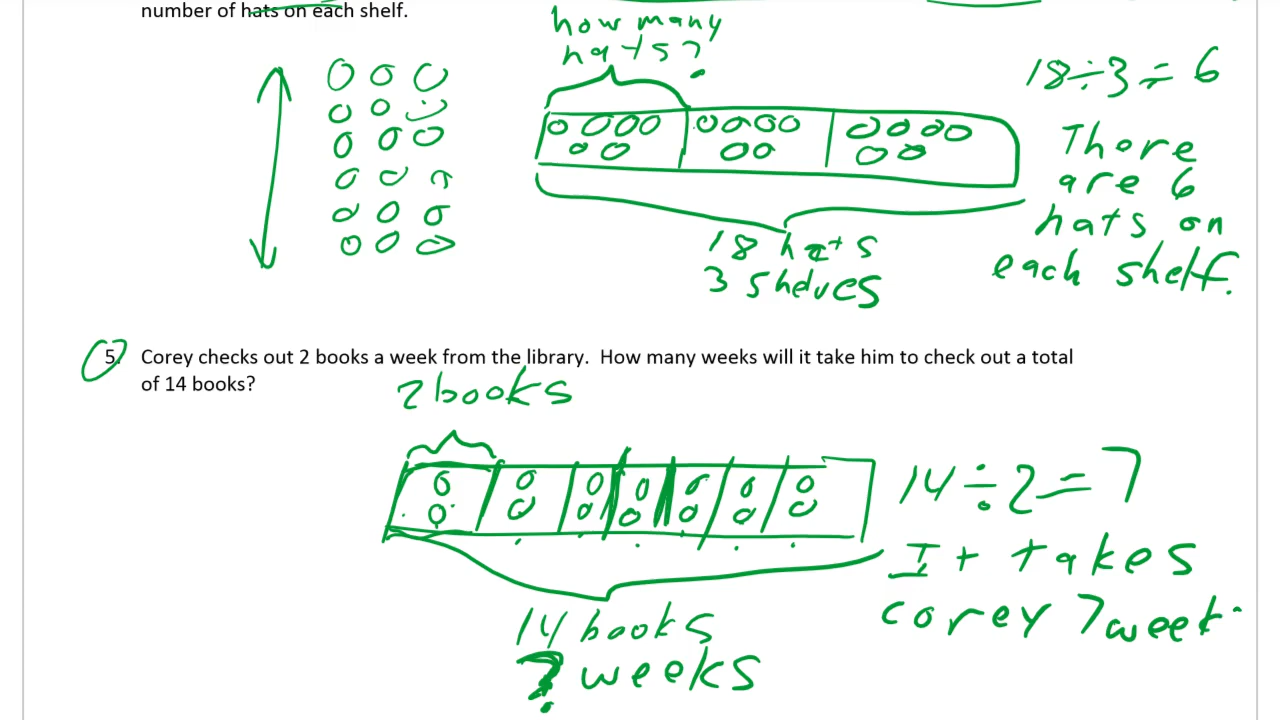 number of hats on each shelf.
how many
hats?
18÷3=6
There
are 6
hats on
each shelf.
18 hats
3 shelves
5. Corey checks out 2 books a week from the library. How many weeks will it take him to check out a total
of 14 books?
2 books
14÷2=7
It takes
corey 7 week
14 books
? weeks